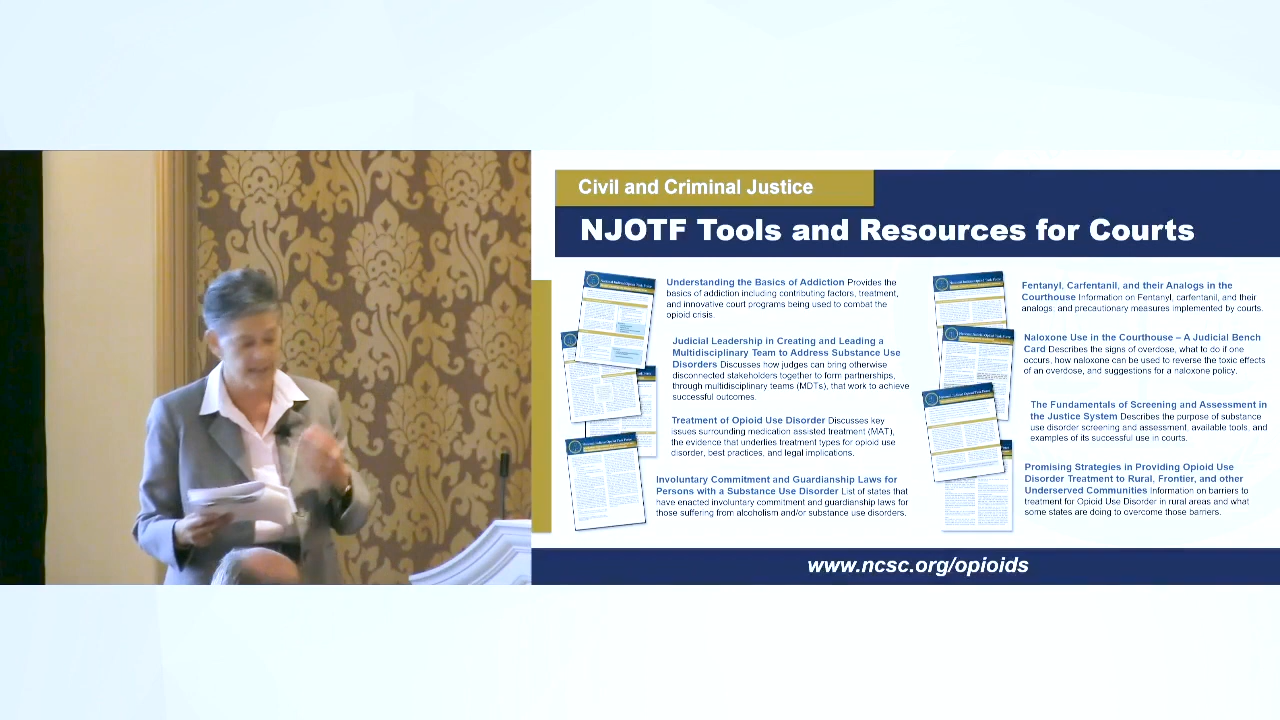 Civil and Criminal Justice
NJOTF Tools and Resources for Courts
Understanding the Basics of Addiction Provides the
basics of addiction including contributing factors, treatment,
and innovative court programs being used to combat the
opioid crisis.
Judicial Leadership in Creating and Leading a
Multidisciplinary Team to Address Substance Use
Disorders Discusses how judges can bring otherwise
disconnected stakeholders together to form partnerships,
through multidisciplinary teams (MDTs), that work to achieve
successful outcomes.
Treatment of Opioid Use Disorder Discusses key
issues surrounding medication assisted treatment (MAT),
the evidence that underlies treatment types for opioid use
disorder, best practices, and legal implications.
Involuntary Commitment and Guardianship Laws for
Persons with a Substance Use Disorder List of states that
have enacted involuntary commitment and guardianship laws for
those suffering from alcoholism and/or substance use disorders.
Fentanyl, Carfentanil, and their Analogs in the
Courthouse Information on Fentanyl, carfentanil, and their
analogs, and precautionary measures implemented by courts.
Naloxone Use in the Courthouse – A Judicial Bench
Card Describes the signs of overdose, what to do if one
occurs, how naloxone can be used to reverse the toxic effects
of an overdose, and suggestions for a naloxone policy.
The Fundamentals of Screening and Assessment in
the Justice System Describes the purpose of substance
use disorder screening and assessment, available tools, and
examples of its successful use in courts.
Promising Strategies in Providing Opioid Use
Disorder Treatment to Rural, Frontier, and other
Underserved Communities Information on barriers to
treatment for Opioid Use Disorder in rural areas and what
some states are doing to overcome those barriers.
www.ncsc.org/opioids